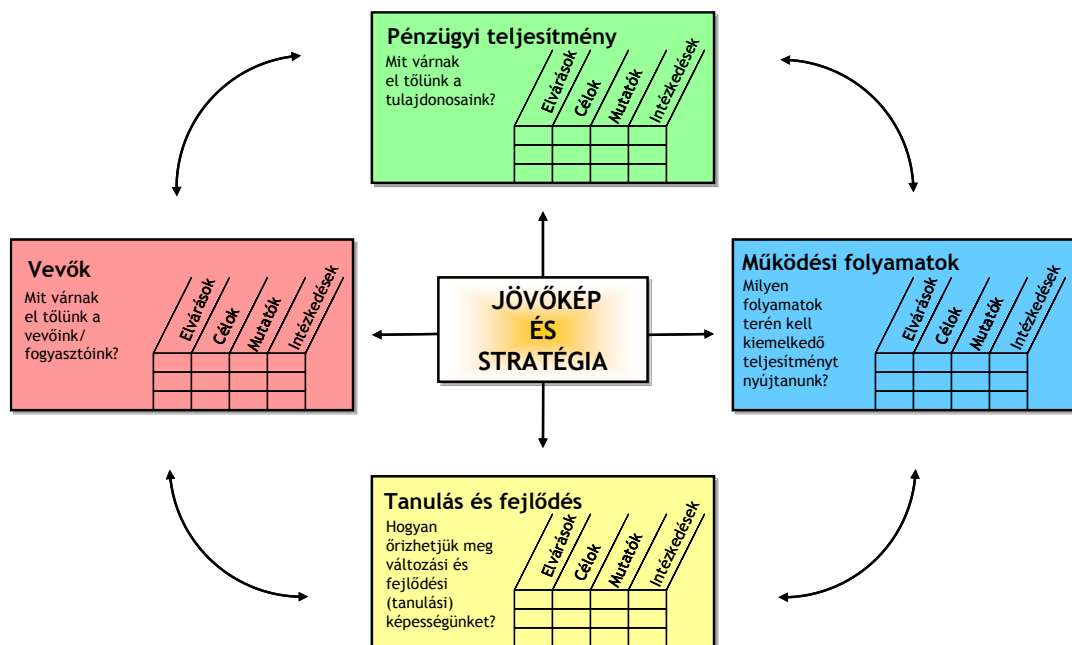 Pénzügyi teljesítmény
Mit várnak
el tőlünk a
tulajdonosaink?
Elvárások
Célok
Mutatók
Intézkedések
Vevők
Mit várnak
el tőlünk a
vevőink/
fogyasztóink?
Elvárások
Célok
Mutatók
Intézkedések
JÖVŐKÉP
ÉS
STRATÉGIA
Működési folyamatok
Milyen
folyamatok
terén kell
kiemelkedő
teljesítményt
nyújtanunk?
Elvárások
Célok
Mutatók
Intézkedések
Tanulás és fejlődés
Hogyan
őrizhetjük meg
változási és
fejlődési
(tanulási)
képességünket?
Elvárások
Célok
Mutatók
Intézkedések